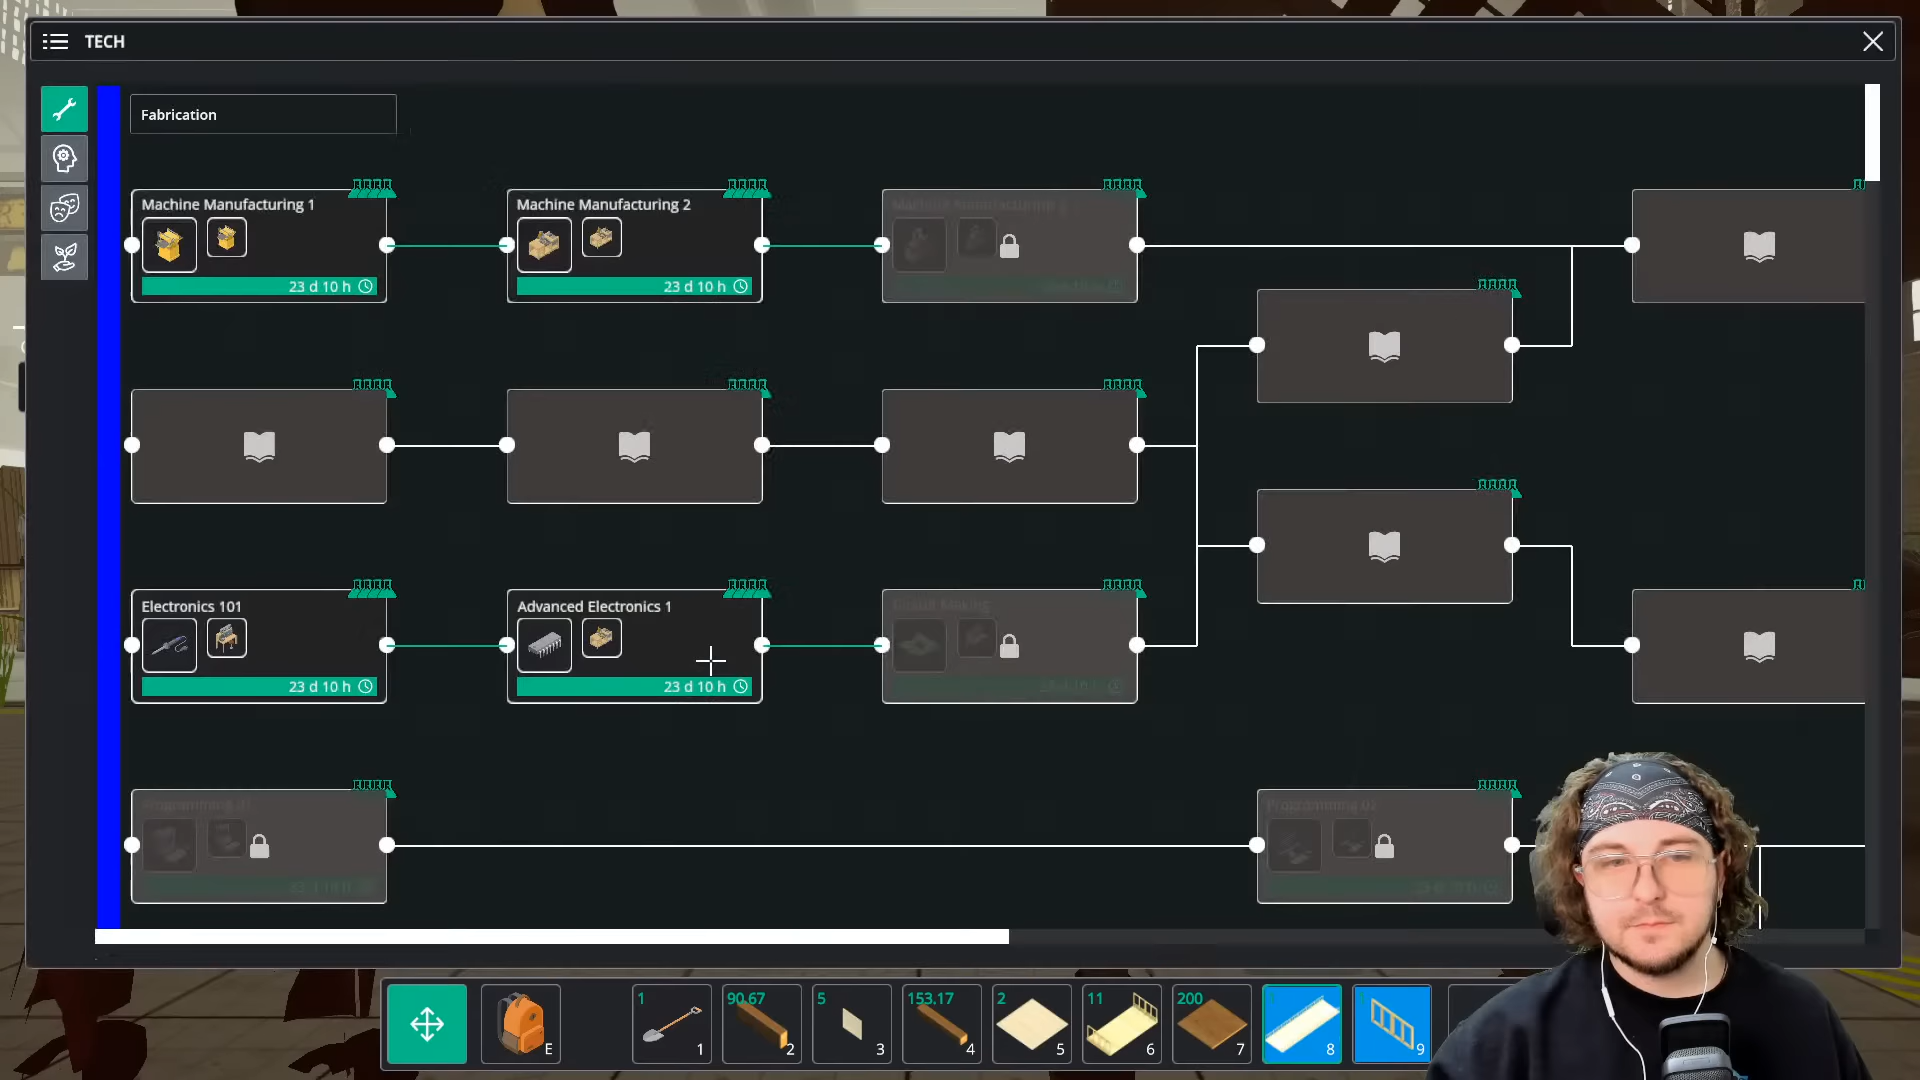 TECH
Fabrication
Machine Manufacturing 1
23 d 10 h
Machine Manufacturing 2
23 d 10 h
Electronics 101
23 d 10 h
Advanced Electronics 1
23 d 10 h
Programming 02
E
1
1
90.67
2
5
3
153.17
4
2
5
11
6
200
7
8
9